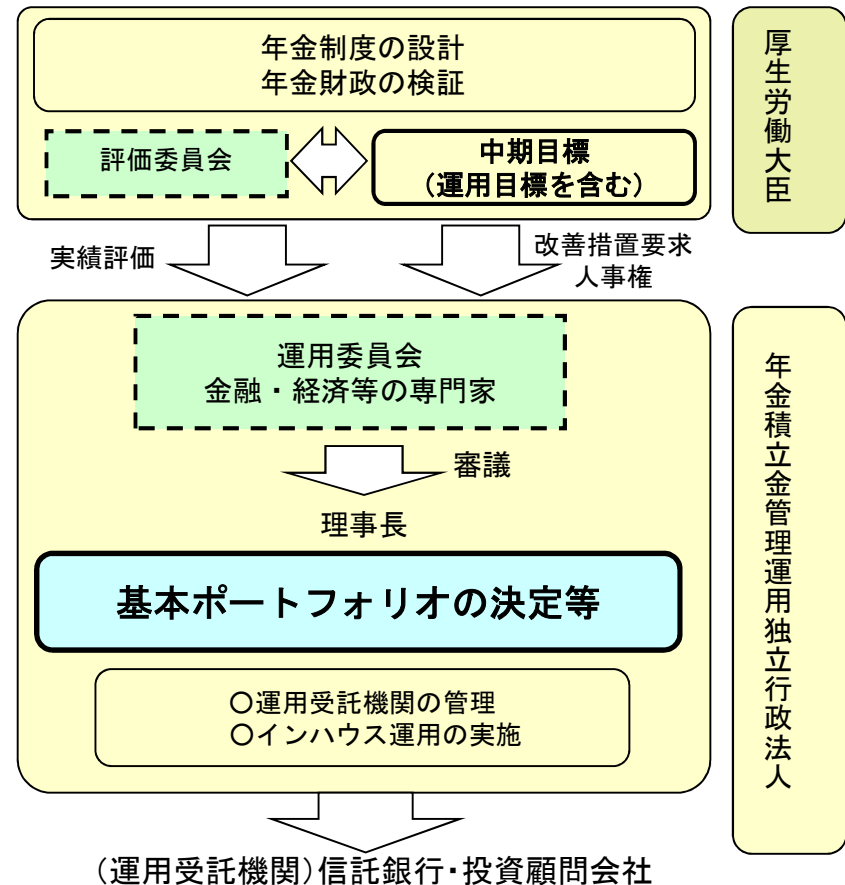 年金制度の設計
年金財政の検証
厚生労働大臣
評価委員会
中期目標
（運用目標を含む）
実績評価
改善措置要求
人事権
運用委員会
金融・経済等の専門家
審議
理事長
基本ポートフォリオの決定等
○運用受託機関の管理
○インハウス運用の実施
年金積立金管理運用独立行政法人
（運用受託機関）信託銀行・投資顧問会社